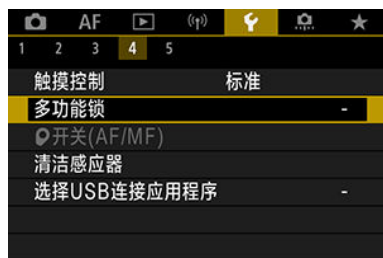 AF
1 2 3 4 5
触摸控制 标准
多功能锁 -
开关(AF/MF)
清洁感应器
选择USB连接应用程序 -